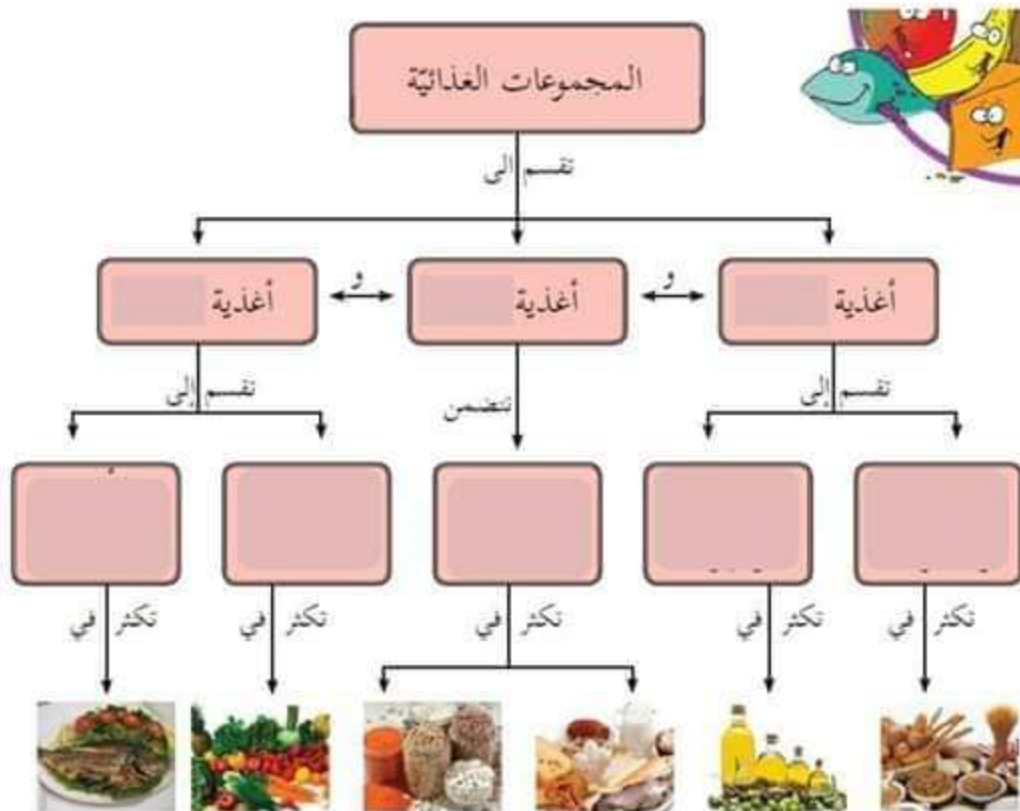 المجموعات الغذائيّة
تقسم الى
أغذية و أغذية و أغذية
تقسم إلى تتضمن تقسم إلى
تكثر في تكثر في تكثر في تكثر في تكثر في